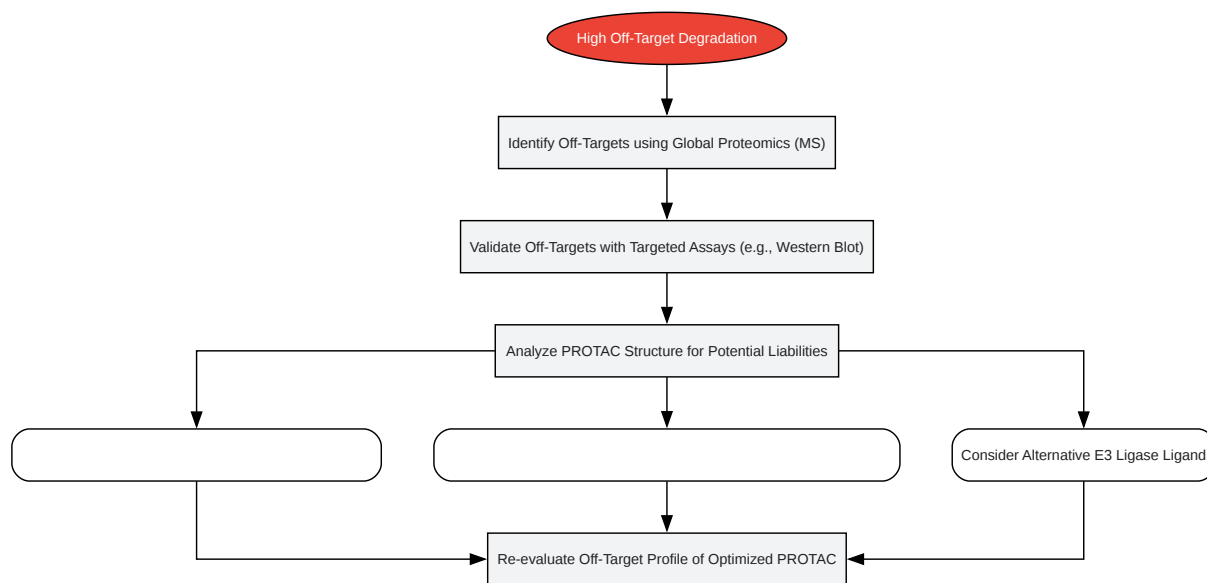 High Off-Target Degradation
Identify Off-Targets using Global Proteomics (MS)
Validate Off-Targets with Targeted Assays (e.g., Western Blot)
Analyze PROTAC Structure for Potential Liabilities
Consider Alternative E3 Ligase Ligand
Re-evaluate Off-Target Profile of Optimized PROTAC